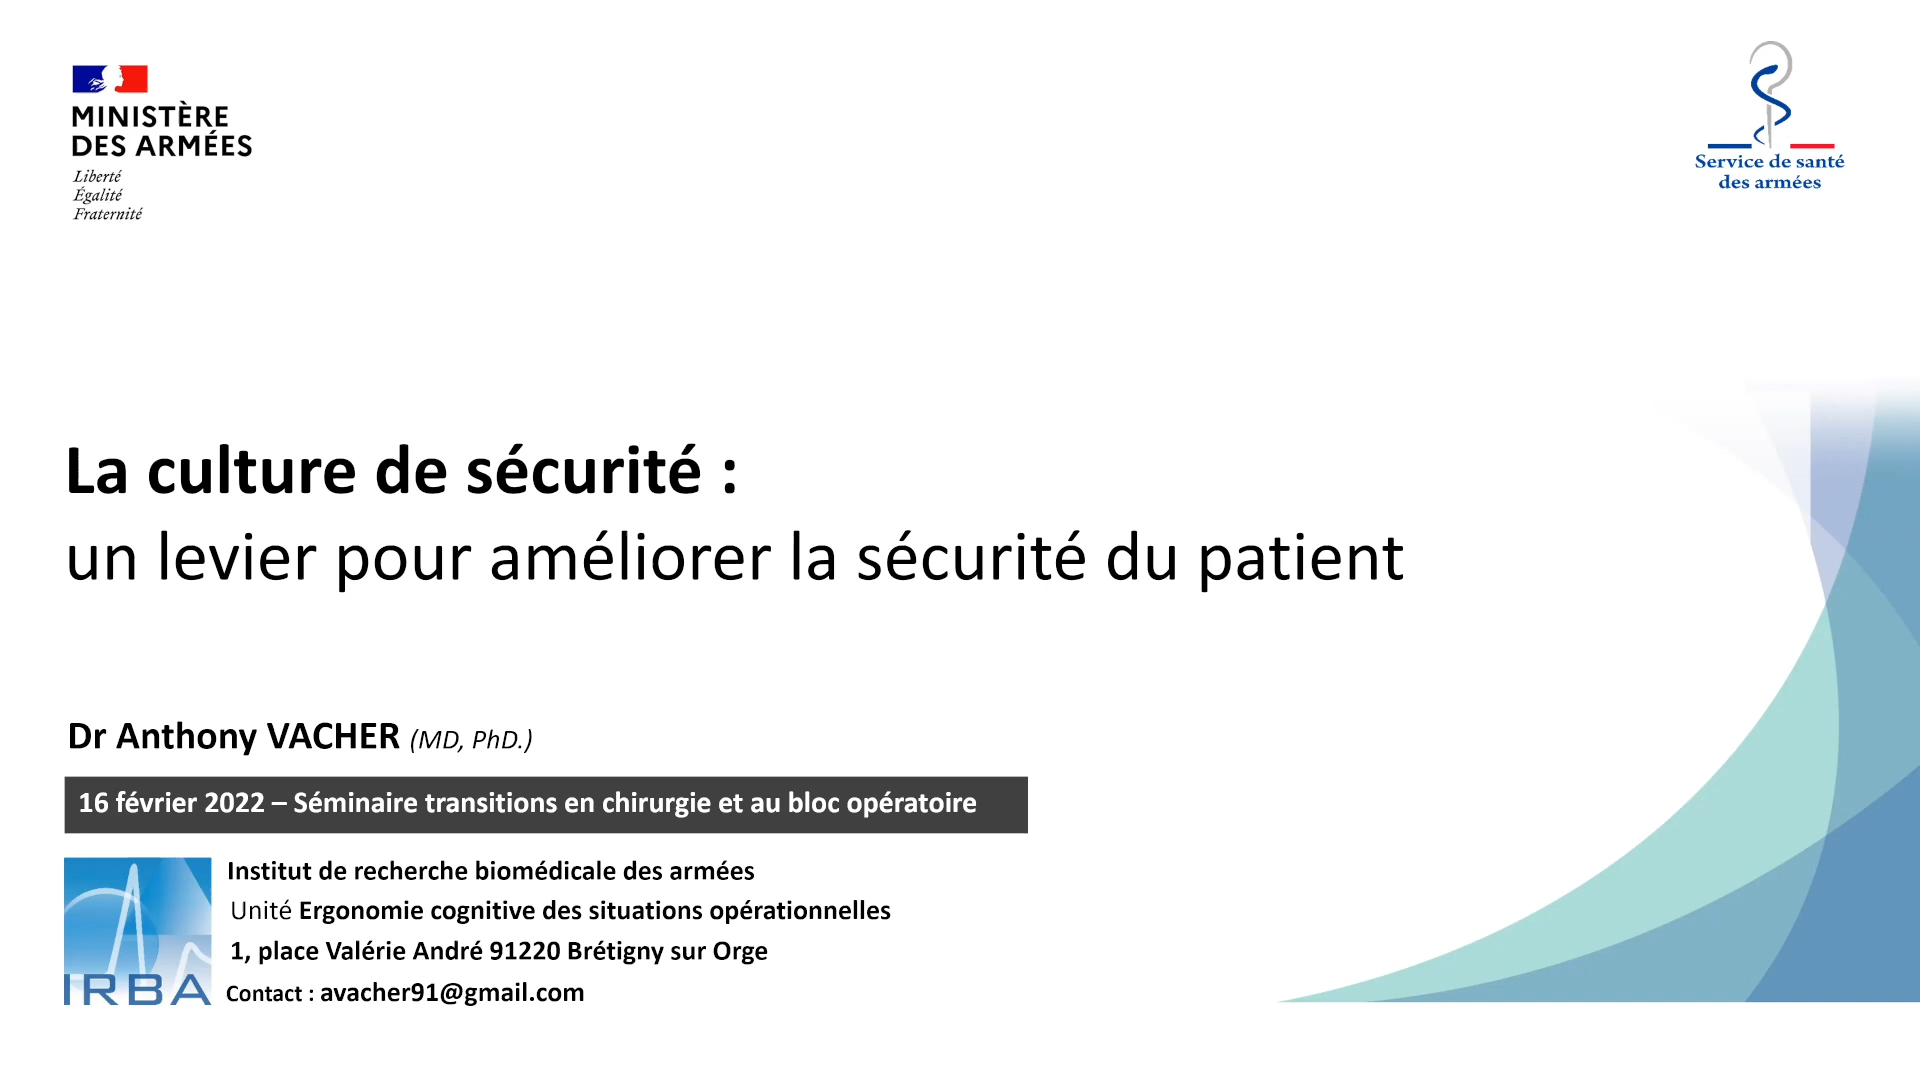 MINISTÈRE
DES ARMÉES
Liberté
Égalité
Fraternité
Service de santé
des armées
La culture de sécurité :
un levier pour améliorer la sécurité du patient
Dr Anthony VACHER (MD, PhD.)
16 février 2022 – Séminaire transitions en chirurgie et au bloc opératoire
IRBA
Institut de recherche biomédicale des armées
Unité Ergonomie cognitive des situations opérationnelles
1, place Valérie André 91220 Brétigny sur Orge
Contact : avacher91@gmail.com